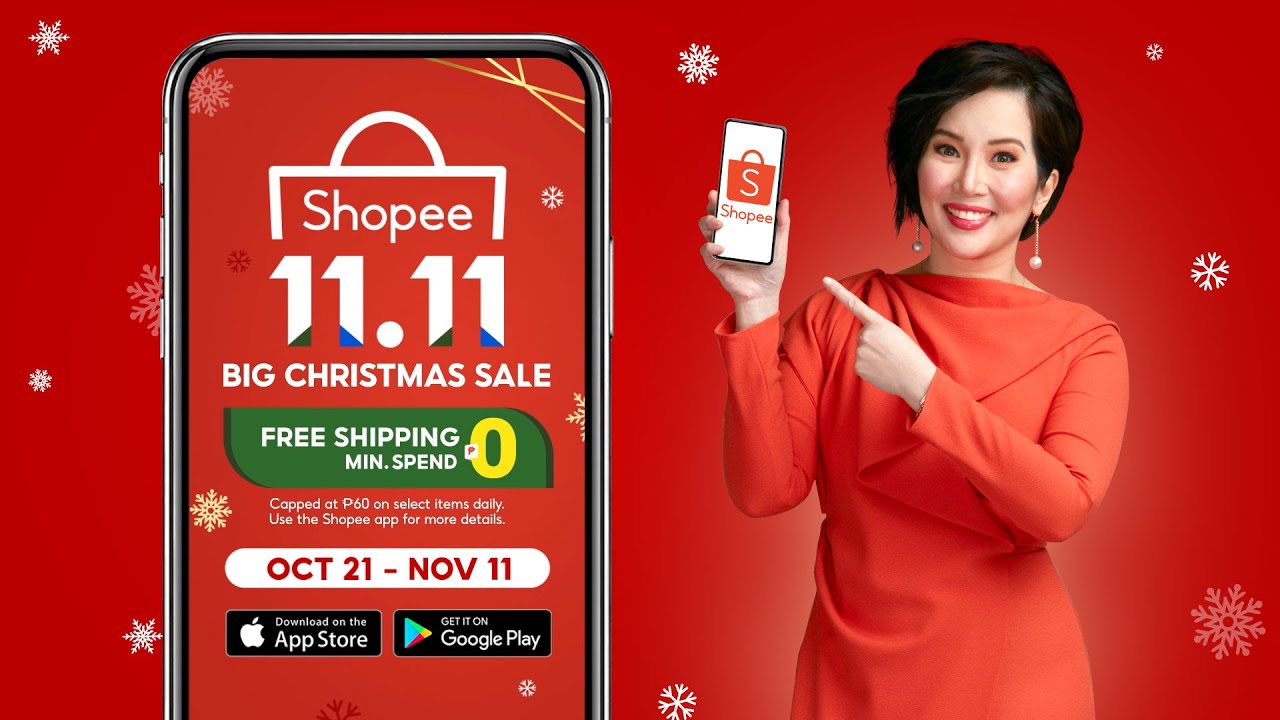 Shopee
11.11
BIG CHRISTMAS SALE
FREE SHIPPING
MIN. SPEND ₱0
Capped at ₱60 on select items daily.
Use the Shopee app for more details.
OCT 21 - NOV 11
Download on the
App Store
GET IT ON
Google Play
S
Shopee